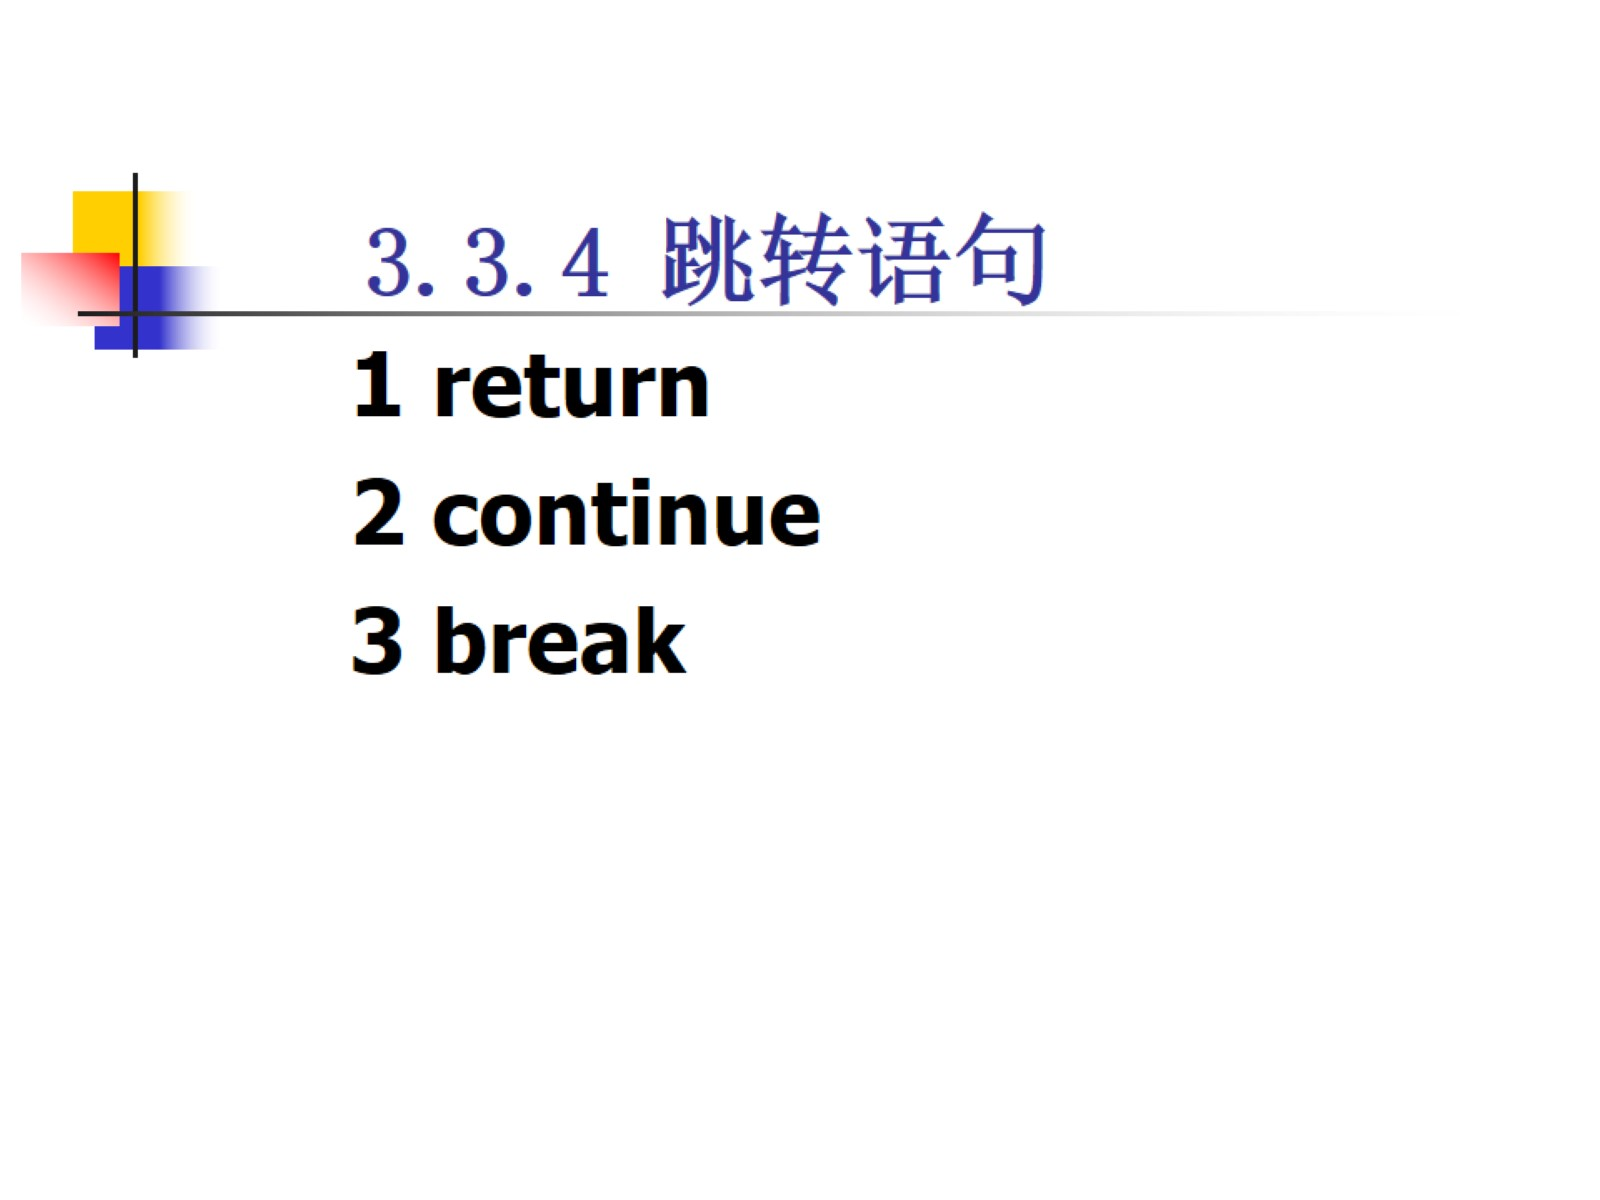 3.3.4 跳转语句
1 return
2 continue
3 break